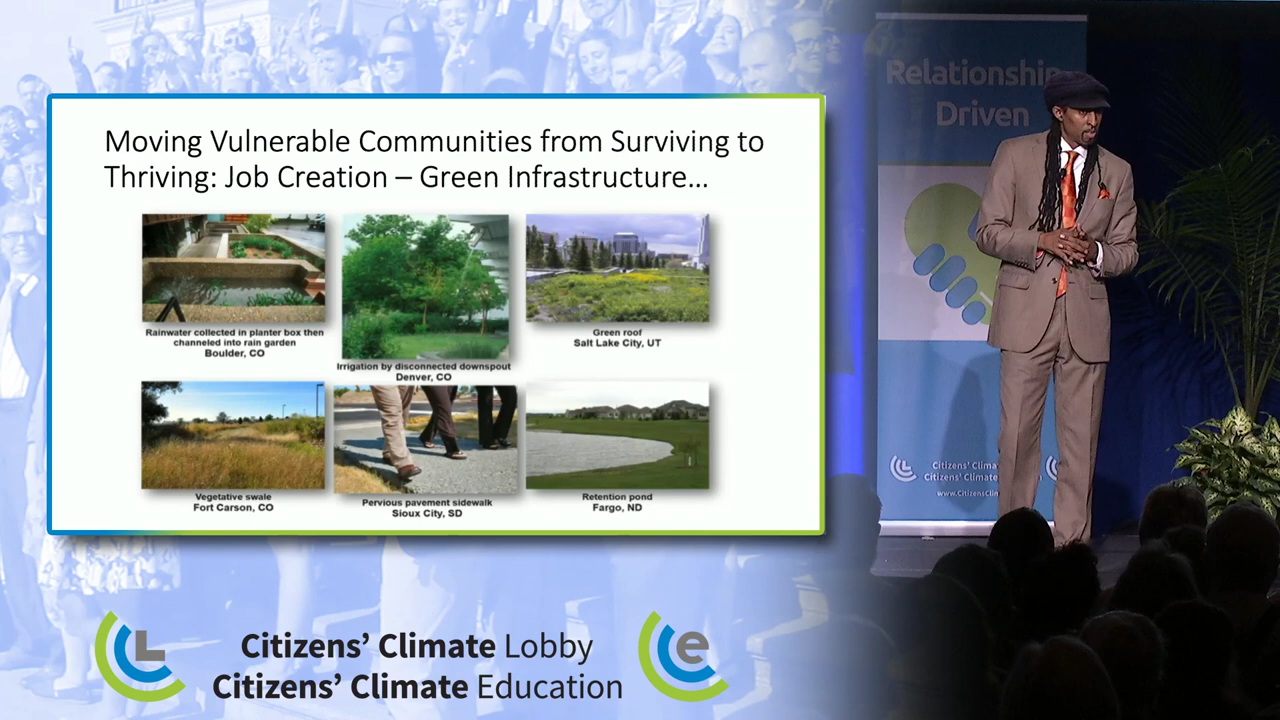 Relationship
Driven
Moving Vulnerable Communities from Surviving to
Thriving: Job Creation – Green Infrastructure...
Rainwater collected in planter box then
channeled into rain garden
Boulder, CO
Irrigation by disconnected downspout
Denver, CO
Green roof
Salt Lake City, UT
Vegetative swale
Fort Carson, CO
Pervious pavement sidewalk
Sioux City, SD
Retention pond
Fargo, ND
Citizens' Clima
Citizens' Climate
www.CitizensClim
L
Citizens' Climate Lobby
Citizens' Climate Education
e